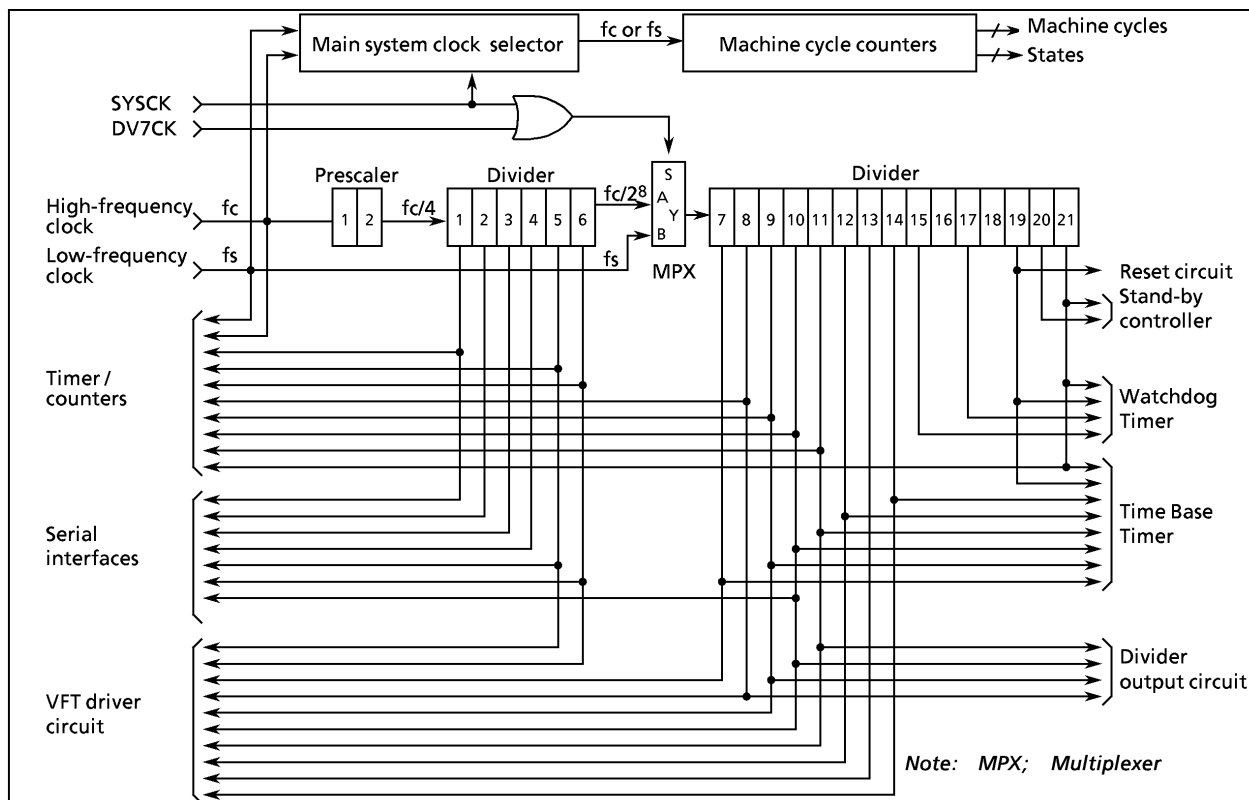 Main system clock selector
fc or fs
Machine cycle counters
Machine cycles
States
SYSCK
DV7CK
Prescaler
Divider
fc/2⁸
S
A
Y
B
MPX
Divider
High-frequency
clock
fc
1 2
fc/4
1 2 3 4 5 6
7 8 9 10 11 12 13 14 15 16 17 18 19 20 21
Low-frequency
clock
fs
fs
Reset circuit
Stand-by
controller
Timer /
counters
Watchdog
Timer
Serial
interfaces
Time Base
Timer
VFT driver
circuit
Divider
output circuit
Note: MPX; Multiplexer